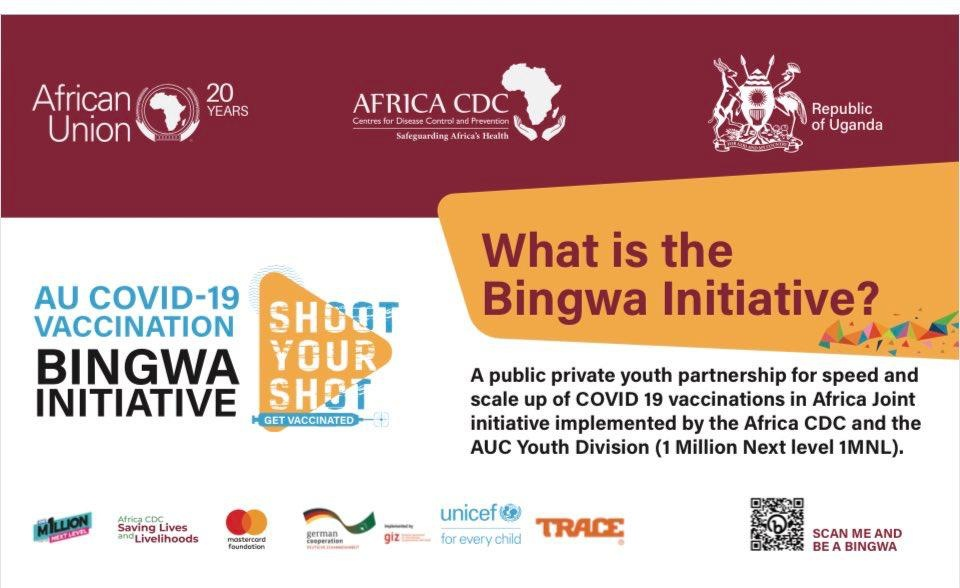 African
Union
20
YEARS
AFRICA CDC
Centres for Disease Control and Prevention
Safeguarding Africa's Health
Republic
of Uganda
What is the
Bingwa Initiative?
AU COVID-19
VACCINATION
BINGWA
INITIATIVE
SHOOT
YOUR
SHOT
GET VACCINATED
A public private youth partnership for speed and
scale up of COVID 19 vaccinations in Africa Joint
initiative implemented by the Africa CDC and the
AUC Youth Division (1 Million Next level 1MNL).
1MILLION
NEXT LEVEL
Africa CDC
Saving Lives
and Livelihoods
mastercard
foundation
german
cooperation
DEUTSCHE ZUSAMMENARBEIT
Implemented by
giz
unicef
for every child
TRACE
SCAN ME AND
BE A BINGWA